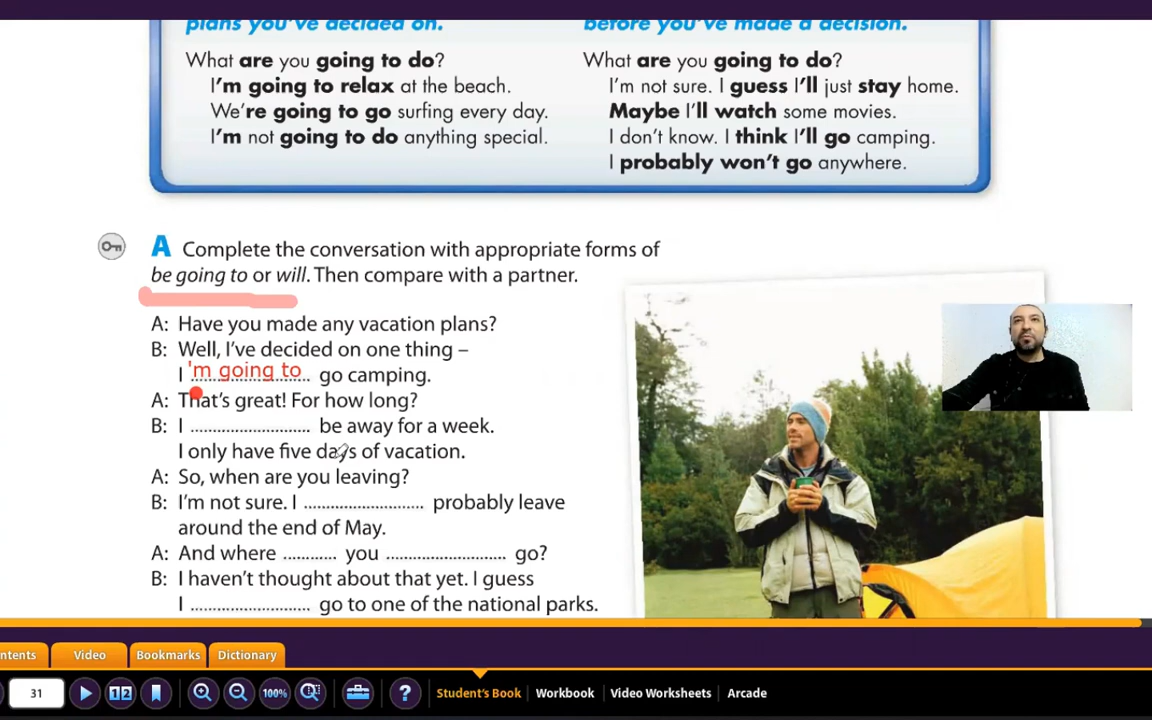 plans you've decided on.
before you've made a decision.
What are you going to do?
I'm going to relax at the beach.
We're going to go surfing every day.
I'm not going to do anything special.
What are you going to do?
I'm not sure. I guess I'll just stay home.
Maybe I'll watch some movies.
I don't know. I think I'll go camping.
I probably won't go anywhere.
A Complete the conversation with appropriate forms of
be going to or will. Then compare with a partner.
A: Have you made any vacation plans?
B: Well, I've decided on one thing –
I 'm going to go camping.
A: That's great! For how long?
B: I .......................... be away for a week.
I only have five days of vacation.
A: So, when are you leaving?
B: I'm not sure. I .......................... probably leave
around the end of May.
A: And where ............ you .......................... go?
B: I haven't thought about that yet. I guess
I .......................... go to one of the national parks.
ntents
Video
Bookmarks
Dictionary
31
12
100%
?
Student's Book
Workbook
Video Worksheets
Arcade